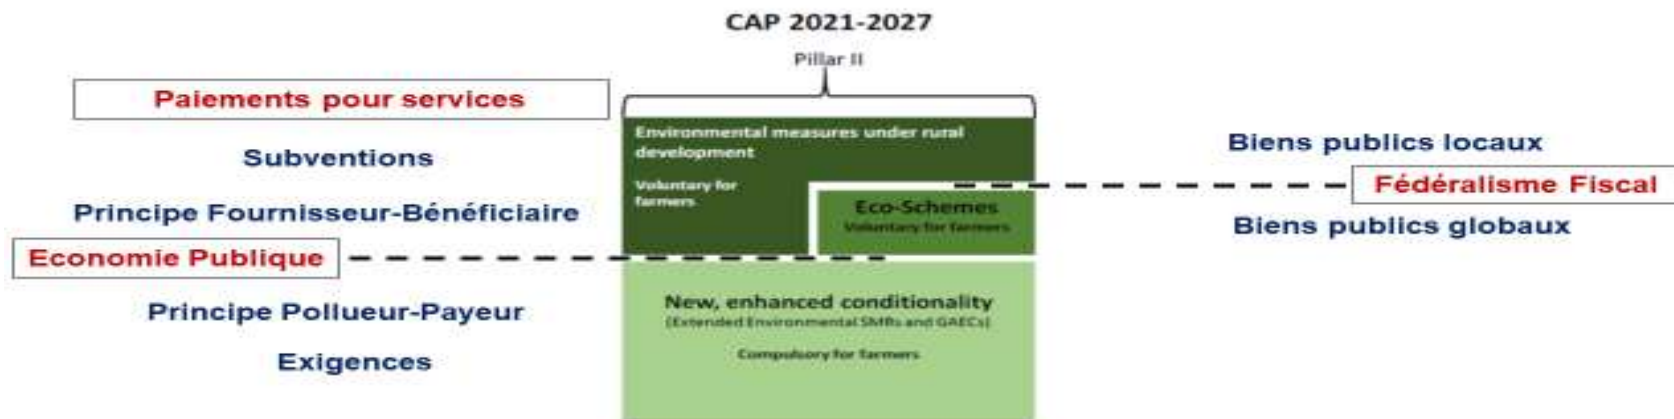 CAP 2021-2027
Pillar II
Paiements pour services
Subventions
Principe Fournisseur-Bénéficiaire
Economie Publique
Principe Pollueur-Payeur
Exigences
Environmental measures under rural
development
Voluntary for
farmers
Eco-Schemes
Voluntary for farmers
New, enhanced conditionality
(Extended Environmental SMRs and GAECs)
Compulsory for farmers
Biens publics locaux
Fédéralisme Fiscal
Biens publics globaux